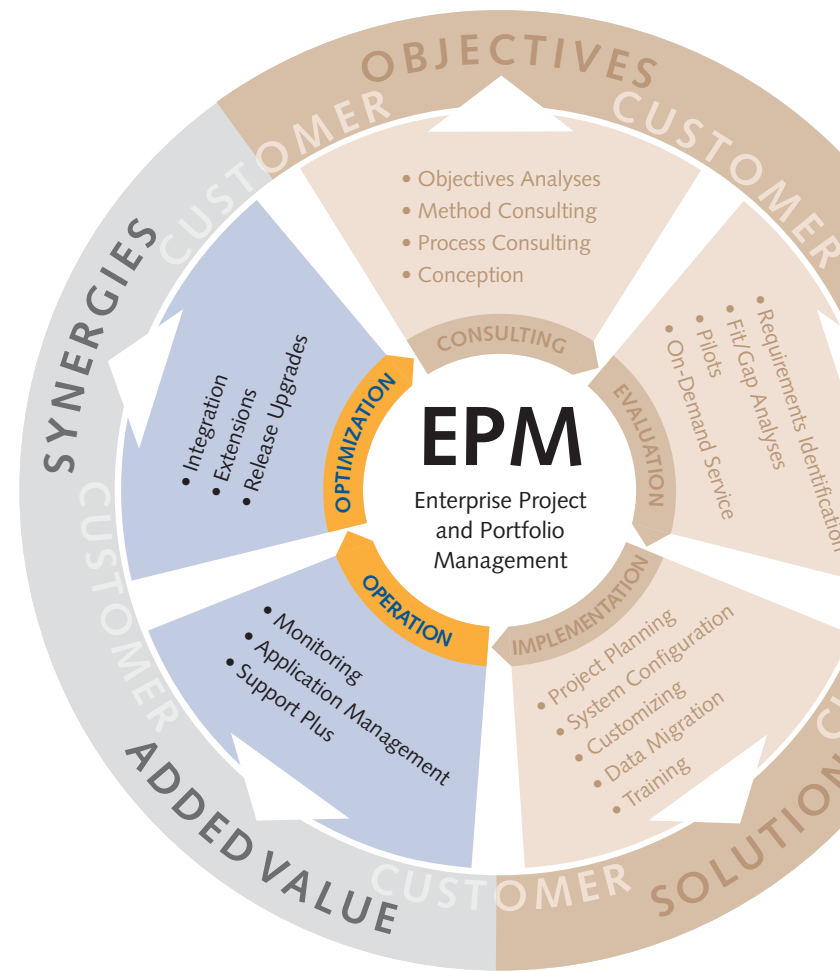 OBJECTIVES
CUSTOMER
CUSTOMER
• Objectives Analyses
• Method Consulting
• Process Consulting
• Conception
CONSULTING
• Requirements Identification
• Fit/Gap Analyses
• Pilots
• On-Demand Service
EVALUATION
EPM
Enterprise Project
and Portfolio
Management
SYNERGIES
• Integration
• Extensions
• Release Upgrades
OPTIMIZATION
CUSTOMER
• Monitoring
• Application Management
• Support Plus
OPERATION
ADDED VALUE
CUSTOMER
IMPLEMENTATION
• Project Planning
• System Configuration
• Customizing
• Data Migration
• Training
SOLUTION